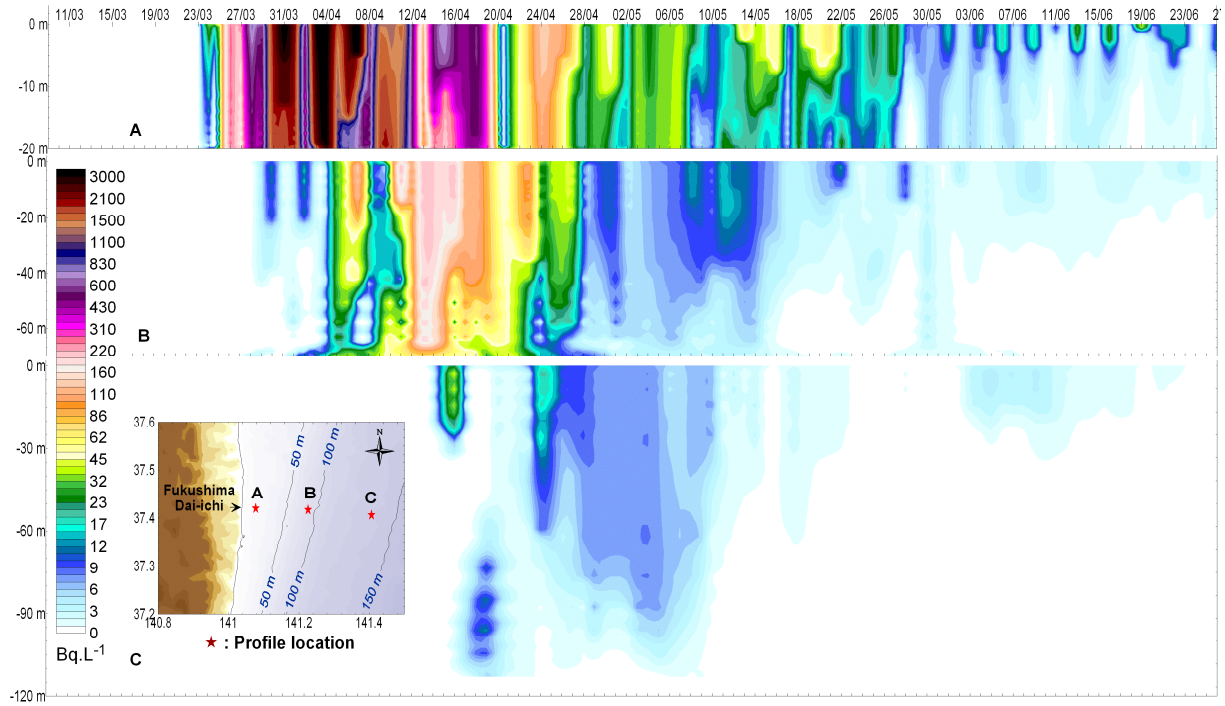 11/03 15/03 19/03 23/03 27/03 31/03 04/04 08/04 12/04 16/04 20/04 24/04 28/04 02/05 06/05 10/05 14/05 18/05 22/05 26/05 30/05 03/06 07/06 11/06 15/06 19/06 23/06
0 m
-10 m
A
-20 m
0 m
-20 m
-40 m
B
-60 m
0 m
-30 m
-60 m
-90 m
C
-120 m
3000
2100
1500
1100
830
600
430
310
220
160
110
86
62
45
32
23
17
12
9
6
3
0
Bq.L-1
37.6
37.5
37.4
37.3
37.2
140.8 141 141.2 141.4
N
50 m 100 m
Fukushima
Dai-ichi
A B C
50 m 100 m 150 m
★ : Profile location